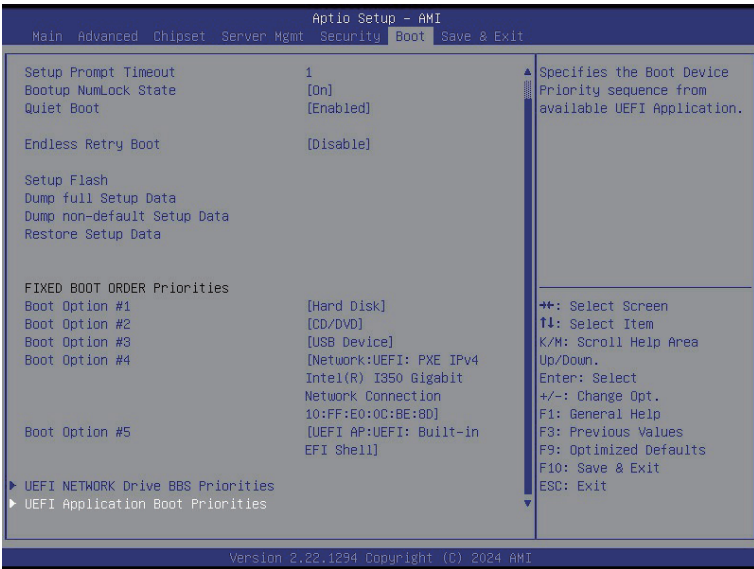 Aptio Setup – AMI
Main Advanced Chipset Server Mgmt Security Boot Save & Exit
Setup Prompt Timeout 1
Bootup NumLock State [On]
Quiet Boot [Enabled]
Endless Retry Boot [Disable]
Setup Flash
Dump full Setup Data
Dump non-default Setup Data
Restore Setup Data
FIXED BOOT ORDER Priorities
Boot Option #1 [Hard Disk]
Boot Option #2 [CD/DVD]
Boot Option #3 [USB Device]
Boot Option #4 [Network:UEFI: PXE IPv4
Intel(R) I350 Gigabit
Network Connection
10:FF:E0:0C:BE:8D]
Boot Option #5 [UEFI AP:UEFI: Built-in
EFI Shell]
UEFI NETWORK Drive BBS Priorities
UEFI Application Boot Priorities
Specifies the Boot Device
Priority sequence from
available UEFI Application.
→←: Select Screen
↑↓: Select Item
K/M: Scroll Help Area
Up/Down.
Enter: Select
+/-: Change Opt.
F1: General Help
F3: Previous Values
F9: Optimized Defaults
F10: Save & Exit
ESC: Exit
Version 2.22.1294 Copyright (C) 2024 AMI